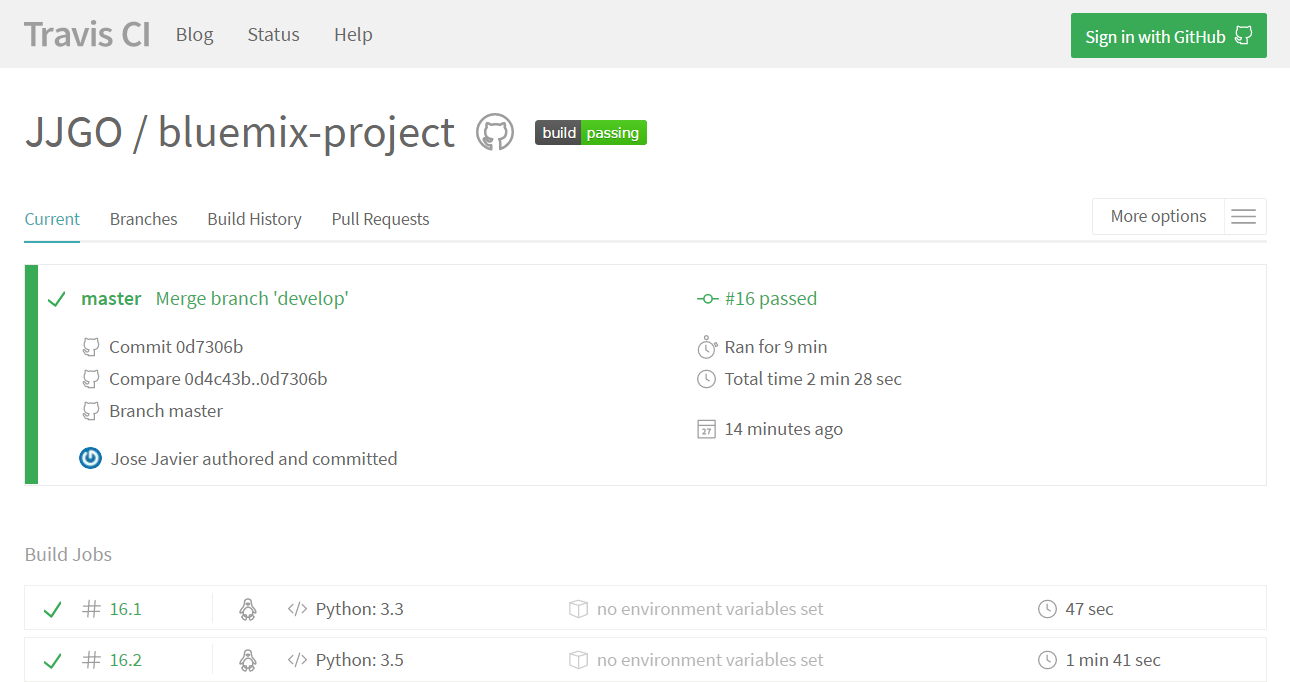 Travis CI Blog Status Help Sign in with GitHub
JJGO / bluemix-project build passing
Current Branches Build History Pull Requests More options
master Merge branch 'develop' #16 passed
Commit 0d7306b Ran for 9 min
Compare 0d4c43b..0d7306b Total time 2 min 28 sec
Branch master
27 14 minutes ago
Jose Javier authored and committed
Build Jobs
# 16.1 </> Python: 3.3 no environment variables set 47 sec
# 16.2 </> Python: 3.5 no environment variables set 1 min 41 sec